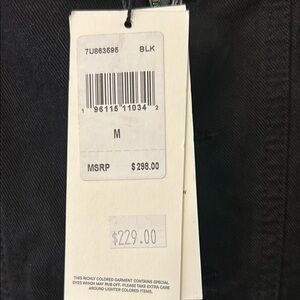 7U863595 BLK
1 96115 11034 2
M
MSRP $298.00
$229.00
THIS RICHLY COLORED GARMENT CONTAINS SPECIAL
DYES WHICH MAY RUB OFF. PLEASE TAKE EXTRA CARE
AROUND LIGHTER COLORED ITEMS.